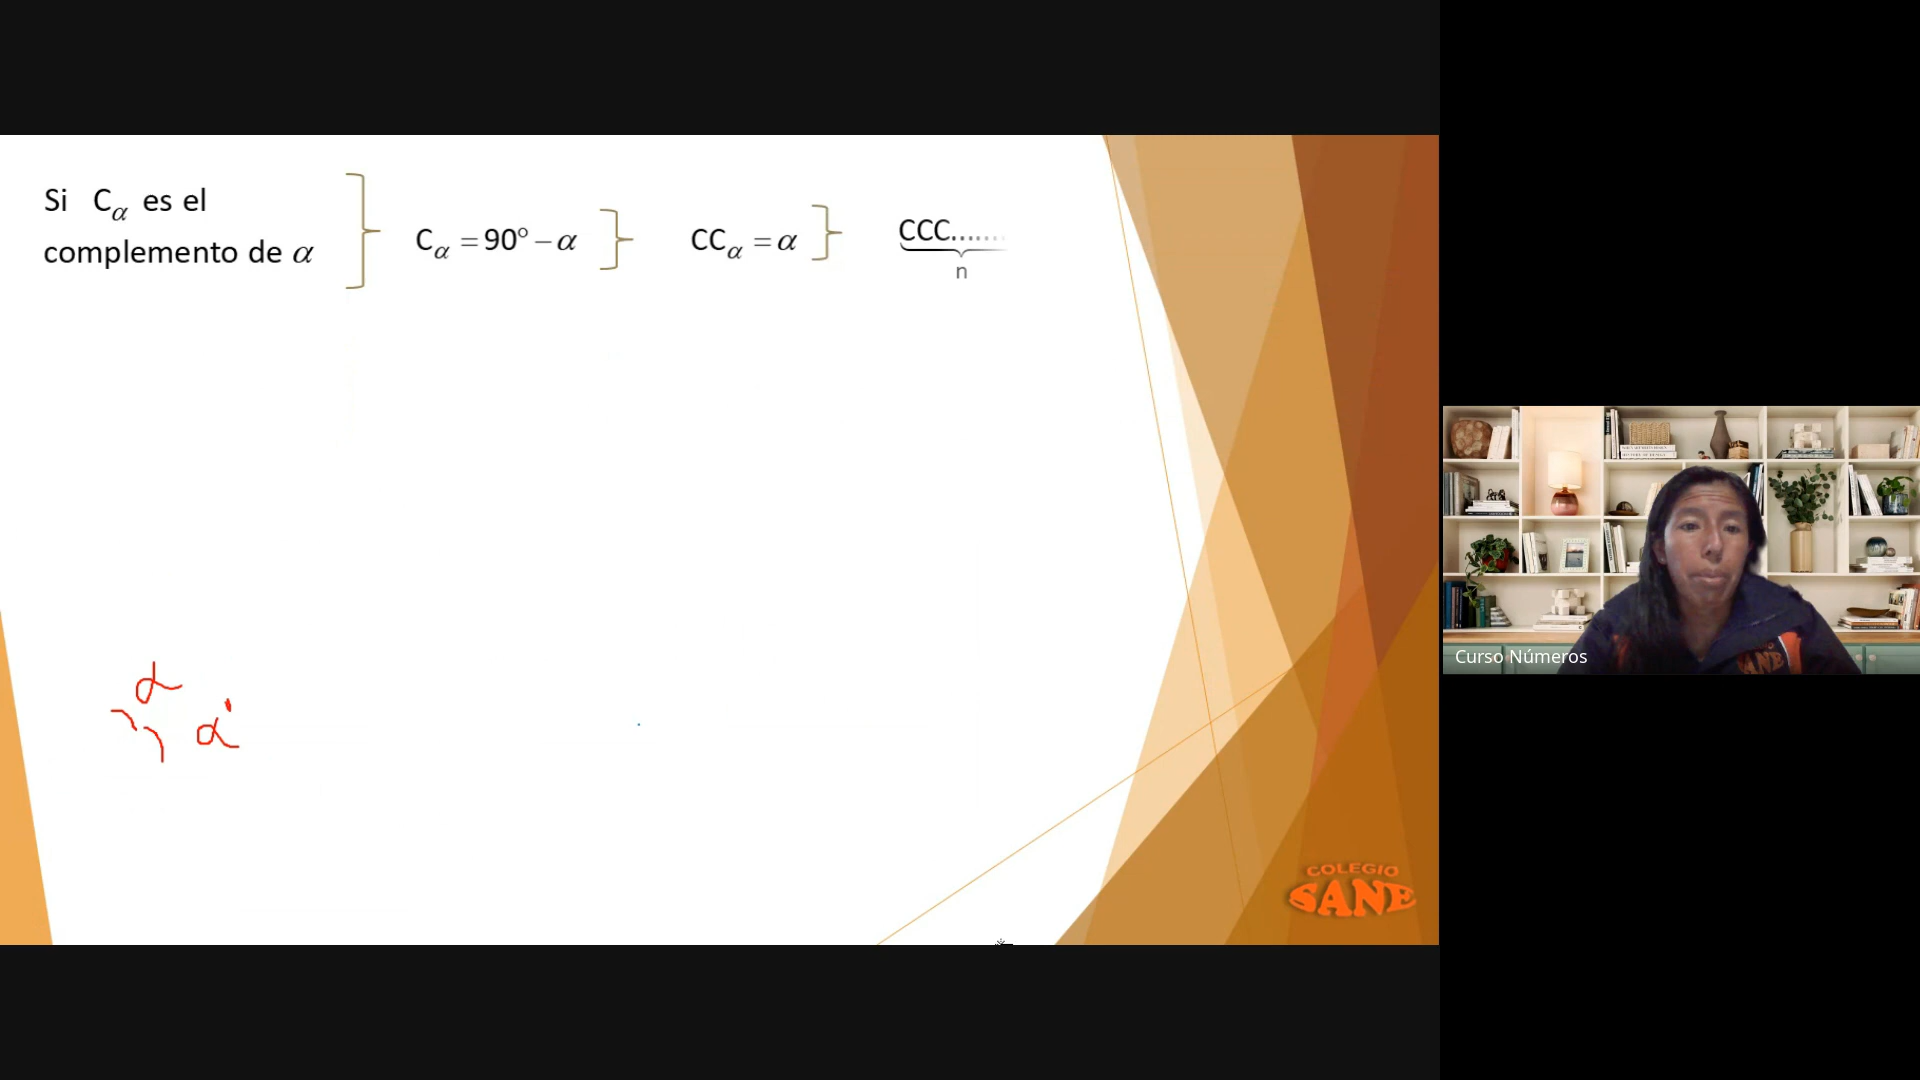 Si Cα es el
complemento de α
Cα = 90° − α
CCα = α
CCC.......
n
α
α'
COLEGIO
SANE
Curso Números